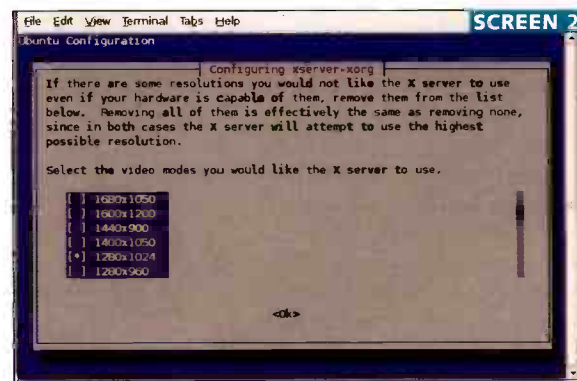 File Edit View Terminal Tabs Help
SCREEN 2
Ubuntu Configuration
Configuring xserver-xorg
If there are some resolutions you would not like the X server to use
even if your hardware is capable of them, remove them from the list
below. Removing all of them is effectively the same as removing none,
since in both cases the X server will attempt to use the highest
possible resolution.
Select the video modes you would like the X server to use.
[ ] 1680x1050
[ ] 1600x1200
[ ] 1440x900
[ ] 1400x1050
[*] 1280x1024
[ ] 1280x960
<Ok>